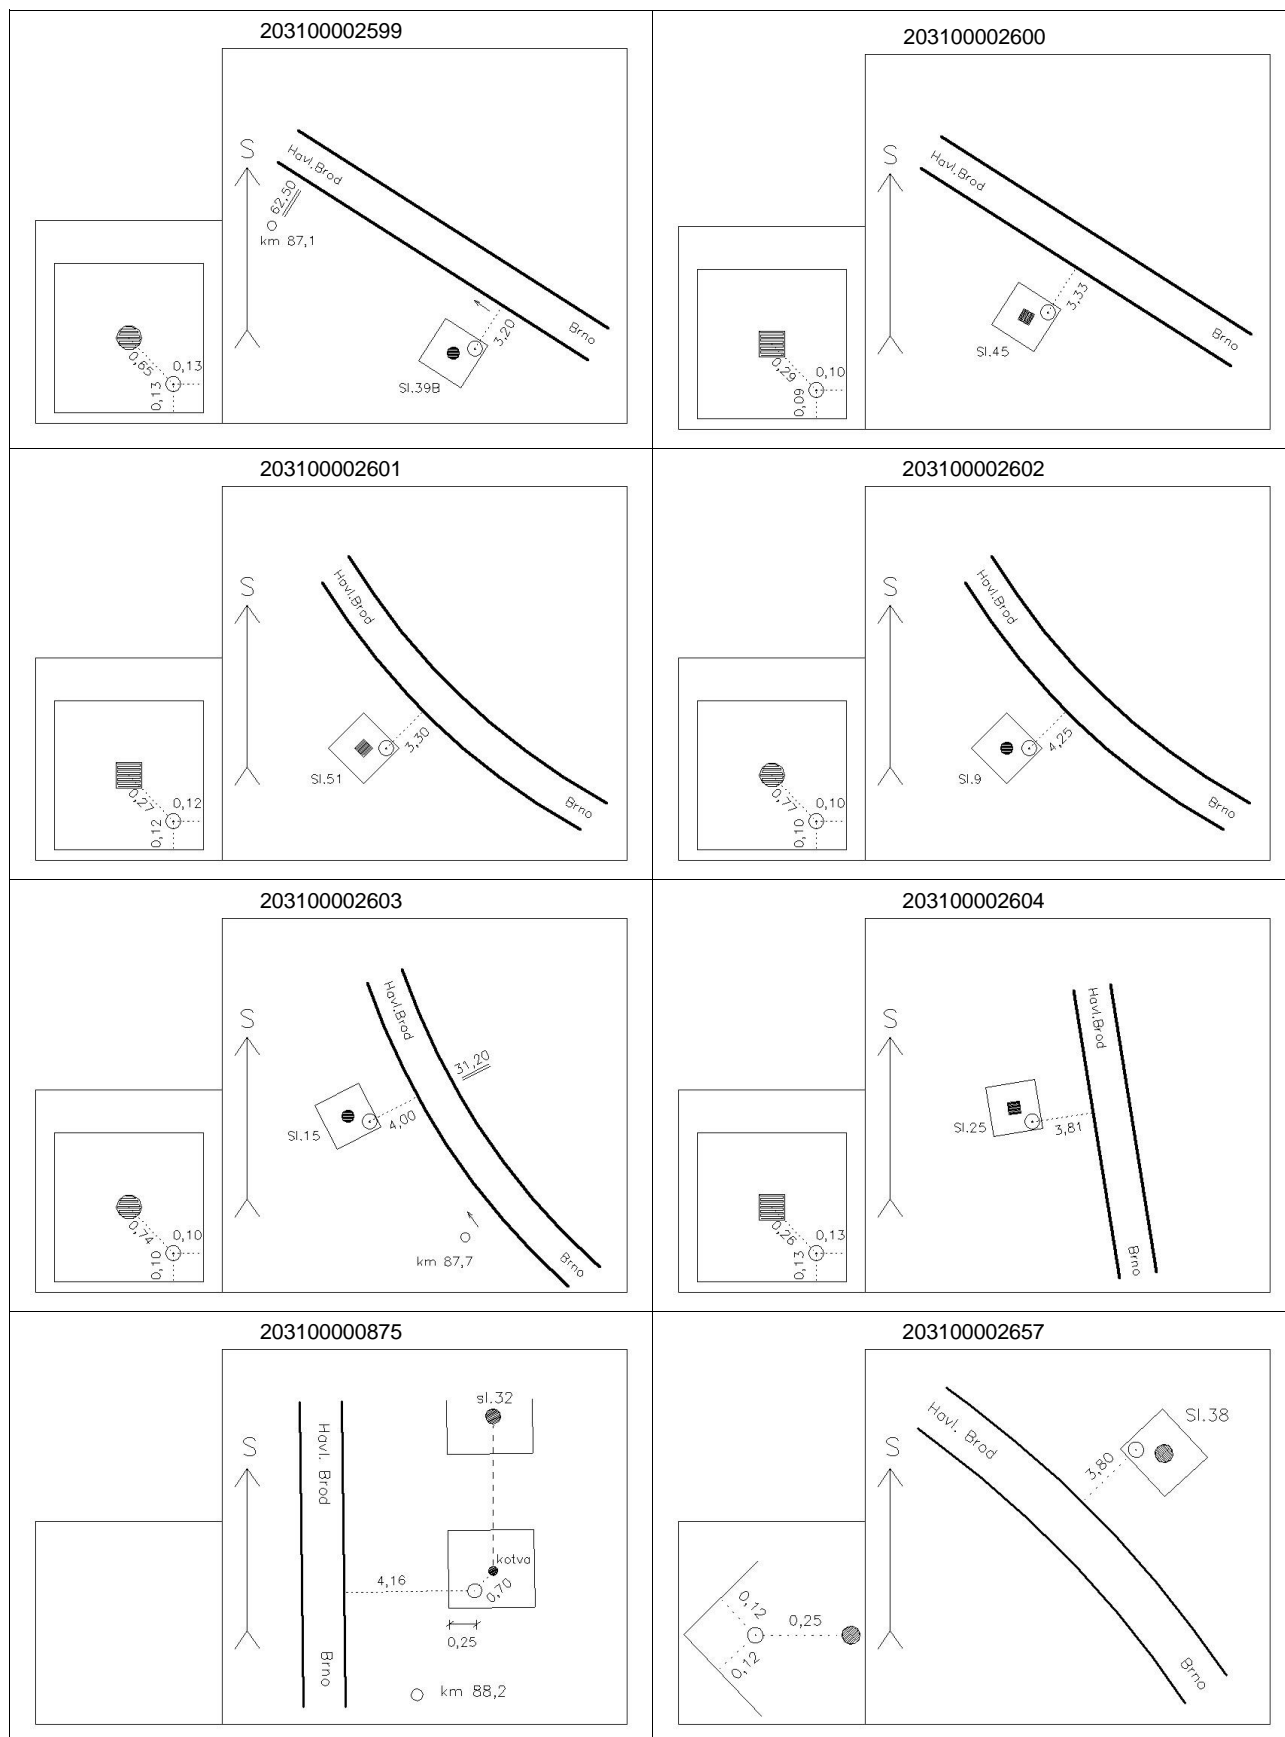 203100002599
S
Havl.Brod
62,50
km 87,1
3,20
Brno
Sl.39B
0,65
0,13
0,13
203100002600
S
Havl.Brod
3,33
Brno
Sl.45
0,29
0,10
0,09
203100002601
S
Havl.Brod
3,30
Brno
Sl.51
0,27
0,12
0,12
203100002602
S
Havl.Brod
4,25
Brno
Sl.9
0,77
0,10
0,10
203100002603
S
Havl.Brod
31,20
4,00
Sl.15
km 87,7
Brno
0,74
0,10
0,10
203100002604
S
Havl.Brod
Sl.25
3,81
Brno
0,26
0,13
0,13
203100000875
sl.32
S
Havl. Brod
kotva
4,16
0,70
0,25
Brno
km 88,2
203100002657
S
Havl. Brod
Sl.38
3,80
Brno
0,12
0,25
0,12